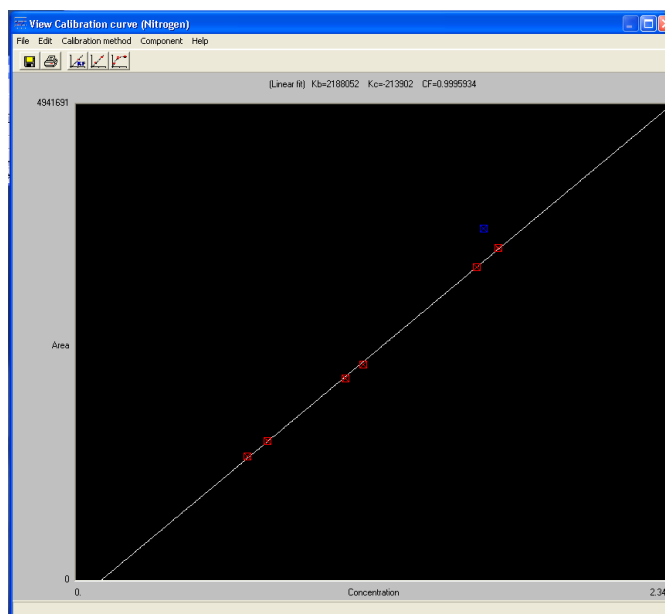 View Calibration curve (Nitrogen)
File Edit Calibration method Component Help
(Linear fit) Kb=2188052 Kc=-213902 CF=0.9995934
4941691
Area
0
0. Concentration 2.34